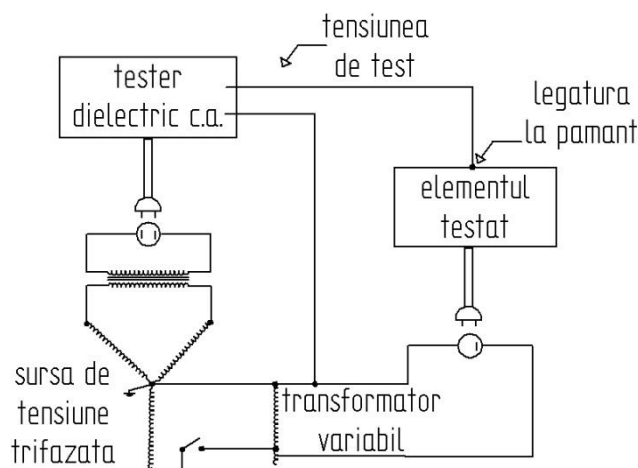 tensiunea
de test
tester
dielectric c.a.
legatura
la pamant
elementul
testat
sursa de
tensiune
trifazata
transformator
variabil